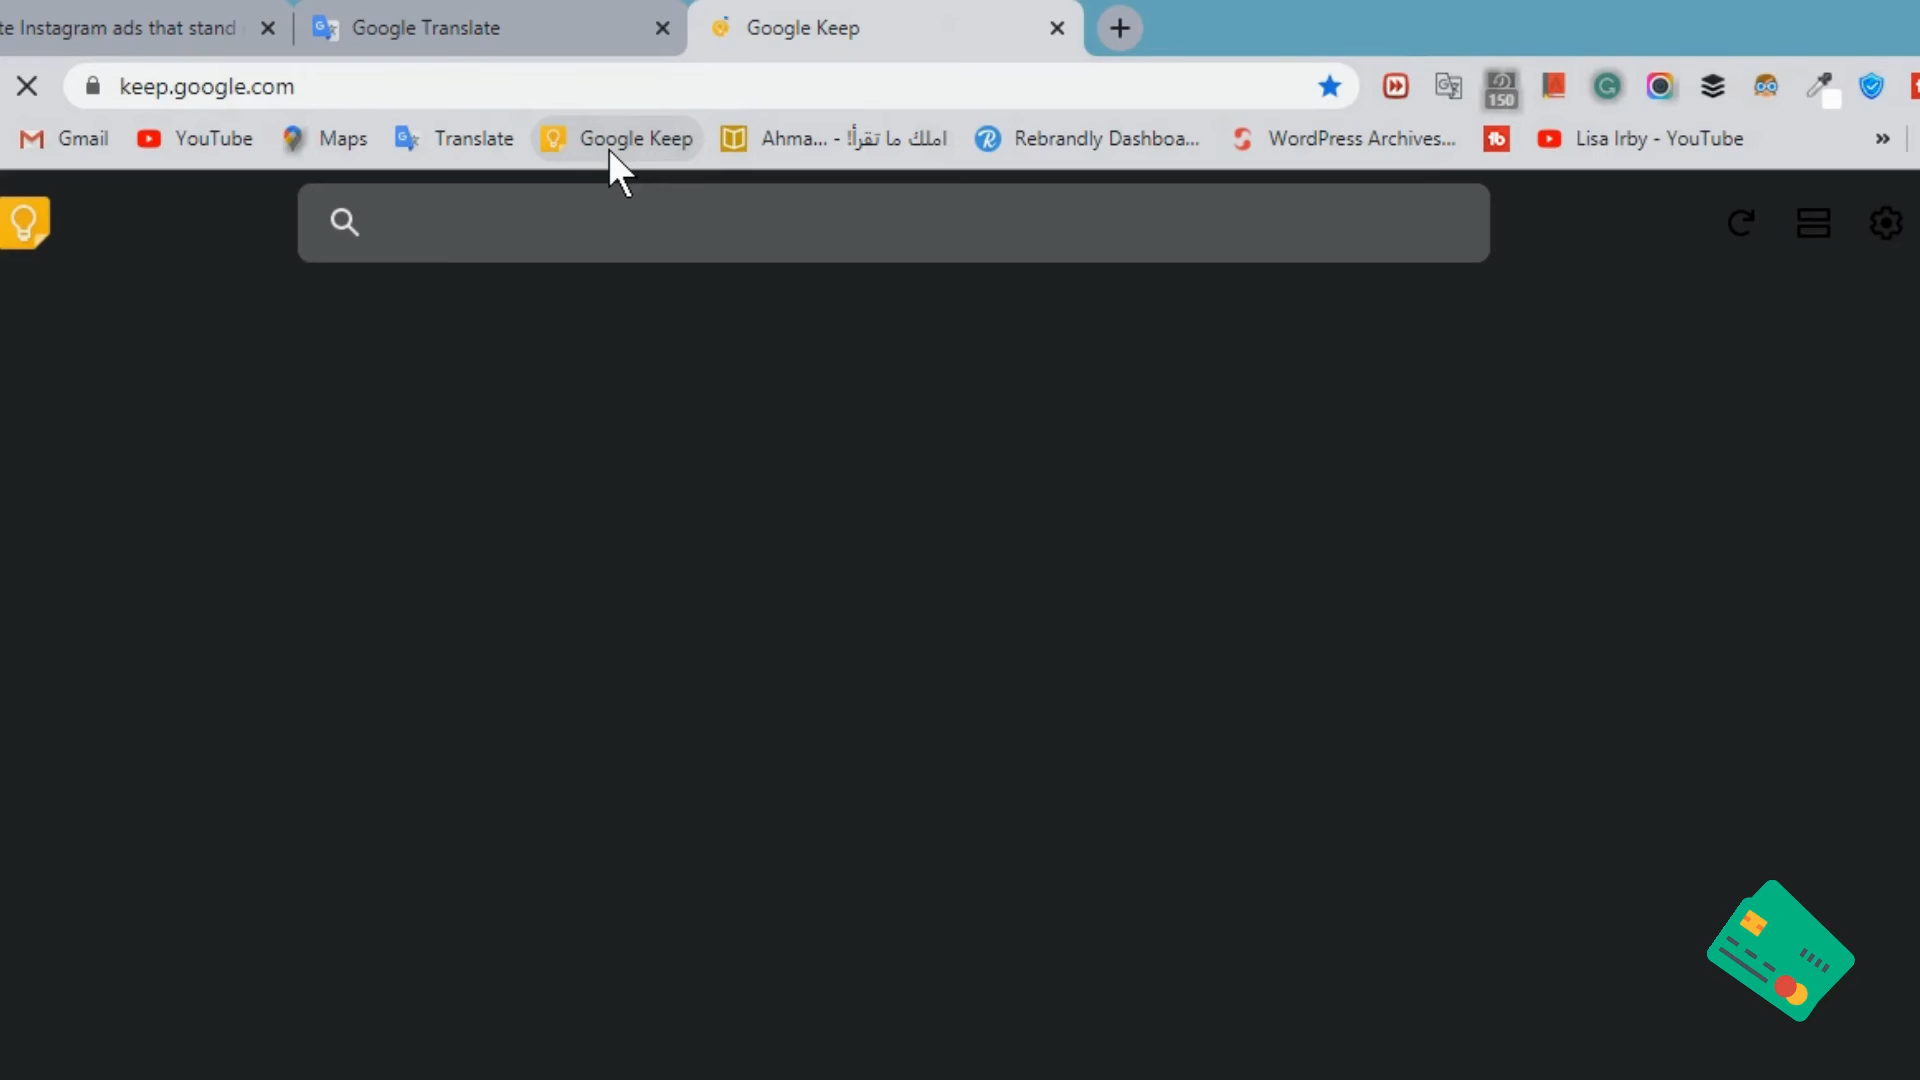 te Instagram ads that stand
Google Translate
Google Keep
keep.google.com
150
Gmail
YouTube
Maps
Translate
Google Keep
Ahma... - املك ما تقرأ!
Rebrandly Dashboa...
WordPress Archives...
Lisa Irby - YouTube